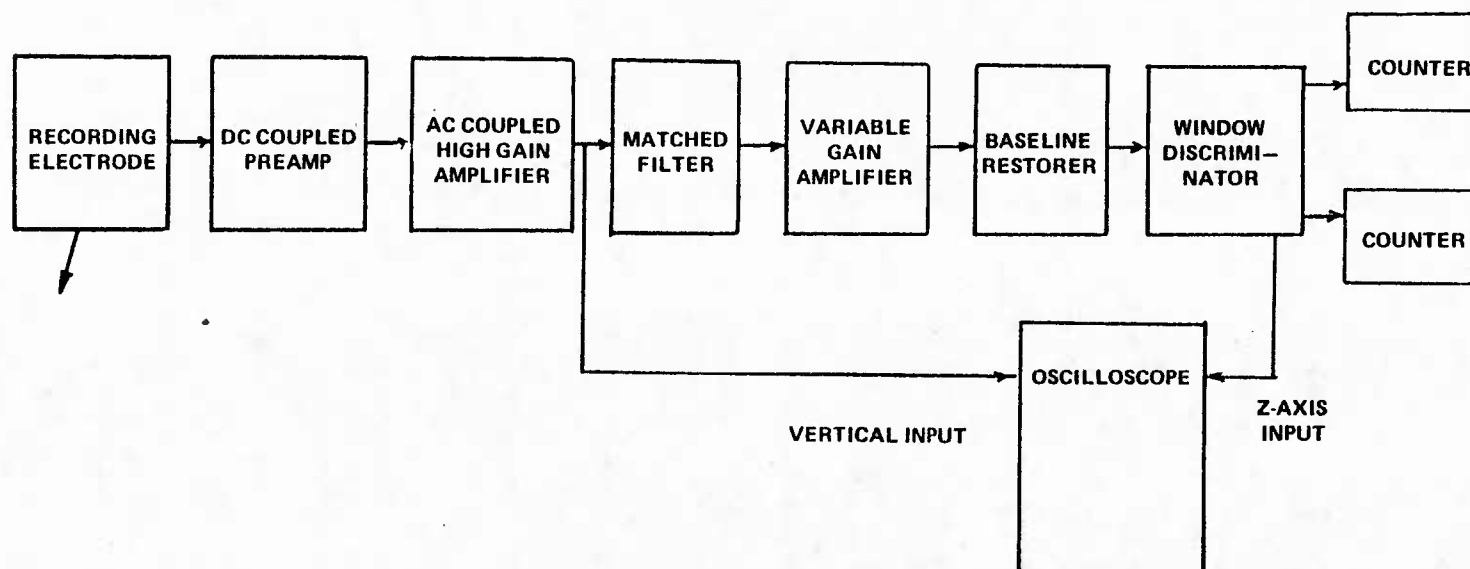 RECORDING
ELECTRODE
DC COUPLED
PREAMP
AC COUPLED
HIGH GAIN
AMPLIFIER
MATCHED
FILTER
VARIABLE
GAIN
AMPLIFIER
BASELINE
RESTORER
WINDOW
DISCRIMI–
NATOR
COUNTER
COUNTER
OSCILLOSCOPE
VERTICAL INPUT
Z-AXIS
INPUT